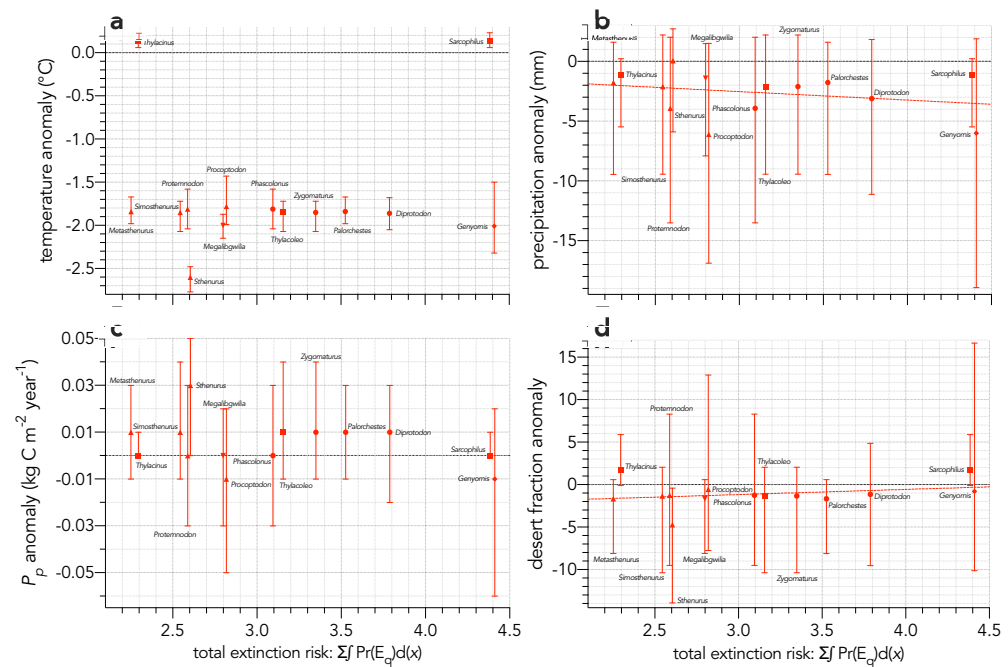 a
Thylacinus
Sarcophilus
0.0
-0.5
-1.0
-1.5
-2.0
-2.5
temperature anomaly (°C)
Metasthenurus
Simosthenurus
Protemnodon
Sthenurus
Procoptodon
Megalibgwilia
Phascolonus
Thylacoleo
Zygomaturus
Palorchestes
Diprotodon
Genyornis
b
0
-5
-10
-15
precipitation anomaly (mm)
Metasthenurus
Thylacinus
Simosthenurus
Protemnodon
Sthenurus
Megalibgwilia
Procoptodon
Phascolonus
Thylacoleo
Zygomaturus
Palorchestes
Diprotodon
Sarcophilus
Genyornis
c
0.05
0.03
0.01
-0.01
-0.03
-0.05
Pp anomaly (kg C m-2 year-1)
Metasthenurus
Thylacinus
Simosthenurus
Protemnodon
Sthenurus
Megalibgwilia
Procoptodon
Phascolonus
Thylacoleo
Zygomaturus
Palorchestes
Diprotodon
Sarcophilus
Genyornis
2.5 3.0 3.5 4.0 4.5
total extinction risk: Σ∫ Pr(Eq)d(x)
d
15
10
5
0
-5
-10
desert fraction anomaly
Metasthenurus
Thylacinus
Simosthenurus
Protemnodon
Sthenurus
Megalibgwilia
Procoptodon
Phascolonus
Thylacoleo
Zygomaturus
Palorchestes
Diprotodon
Sarcophilus
Genyornis
2.5 3.0 3.5 4.0 4.5
total extinction risk: Σ∫ Pr(Eq)d(x)